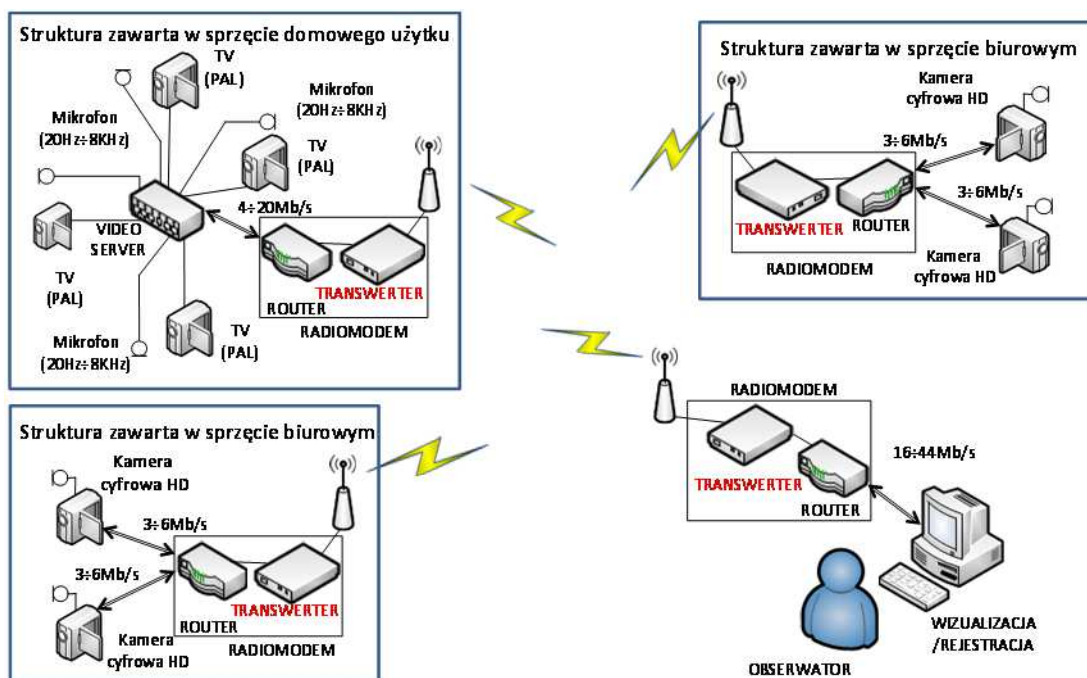 Struktura zawarta w sprzęcie domowego użytku
TV
(PAL)
Mikrofon
(20Hz÷8KHz)
Mikrofon
(20Hz÷8KHz)
TV
(PAL)
VIDEO
SERVER
4÷20Mb/s
TV
(PAL)
Mikrofon
(20Hz÷8KHz)
TV
(PAL)
TRANSWERTER
ROUTER
RADIOMODEM
Struktura zawarta w sprzęcie biurowym
Kamera
cyfrowa HD
3÷6Mb/s
3÷6Mb/s
TRANSWERTER
ROUTER
RADIOMODEM
Kamera
cyfrowa HD
Struktura zawarta w sprzęcie biurowym
Kamera
cyfrowa HD
3÷6Mb/s
3÷6Mb/s
TRANSWERTER
ROUTER
RADIOMODEM
Kamera
cyfrowa HD
RADIOMODEM
16÷44Mb/s
TRANSWERTER
ROUTER
WIZUALIZACJA
/REJESTRACJA
OBSERWATOR